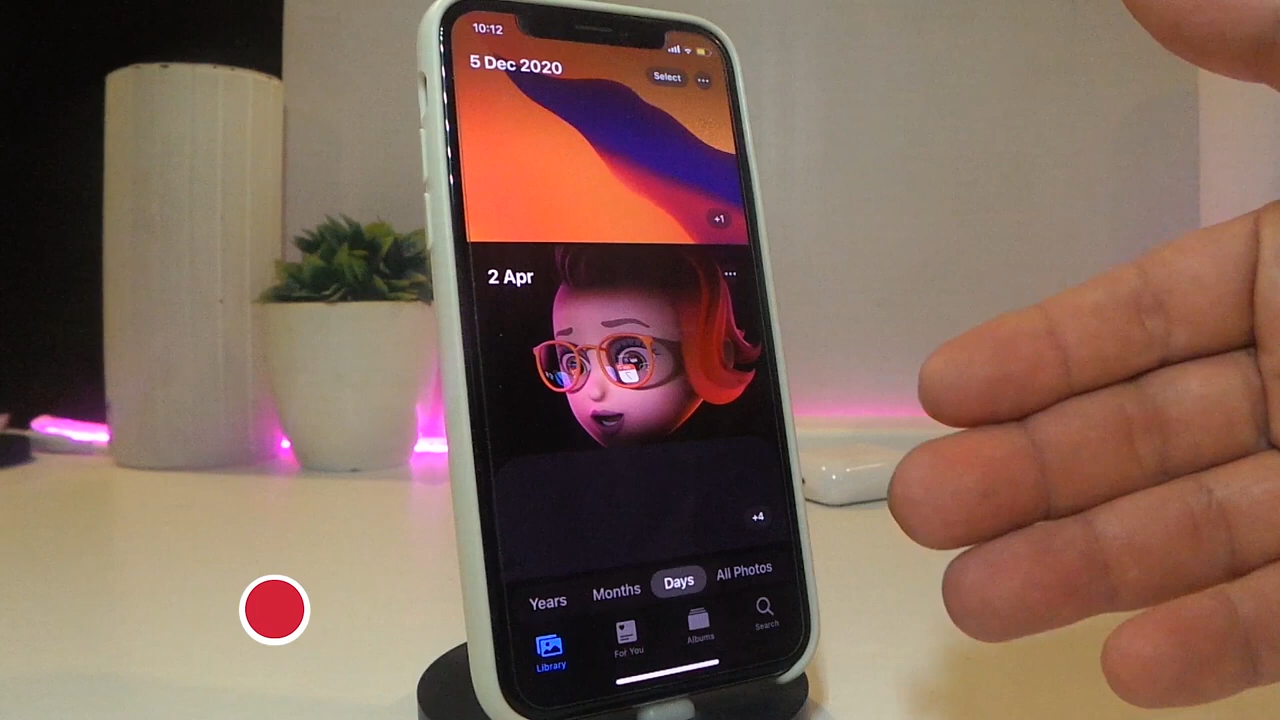 10:12
5 Dec 2020
Select
+1
2 Apr
+4
Years Months Days All Photos
Library For You Albums Search